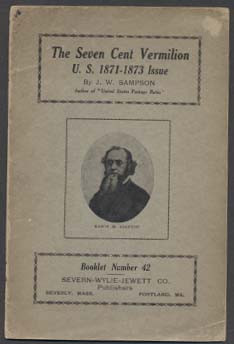 The Seven Cent Vermilion
U. S. 1871-1873 Issue
By J. W. SAMPSON
Author of "United States Postage Rates"
EDWIN M. STANTON
Booklet Number 42
SEVERN-WYLIE-JEWETT CO.
Publishers
BEVERLY, MASS. PORTLAND, ME.